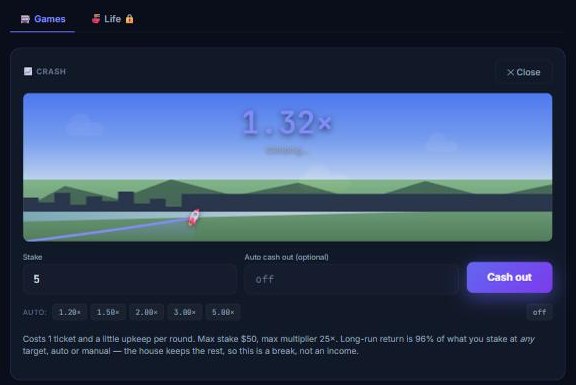 Games
Life
CRASH
Close
1.32×
climbing…
Stake
Auto cash out (optional)
5
off
Cash out
AUTO:
1.20×
1.50×
2.00×
3.00×
5.00×
off
Costs 1 ticket and a little upkeep per round. Max stake $50, max multiplier 25×. Long-run return is 96% of what you stake at any
target, auto or manual — the house keeps the rest, so this is a break, not an income.